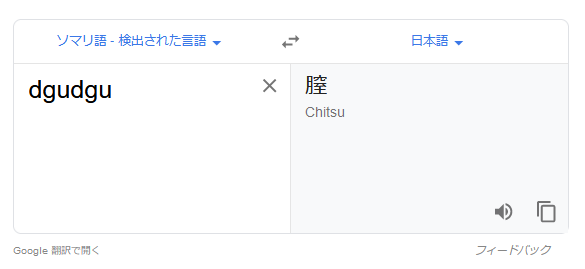 ソマリ語 - 検出された言語
日本語
dgudgu
膣
Chitsu
Google 翻訳で開く
フィードバック